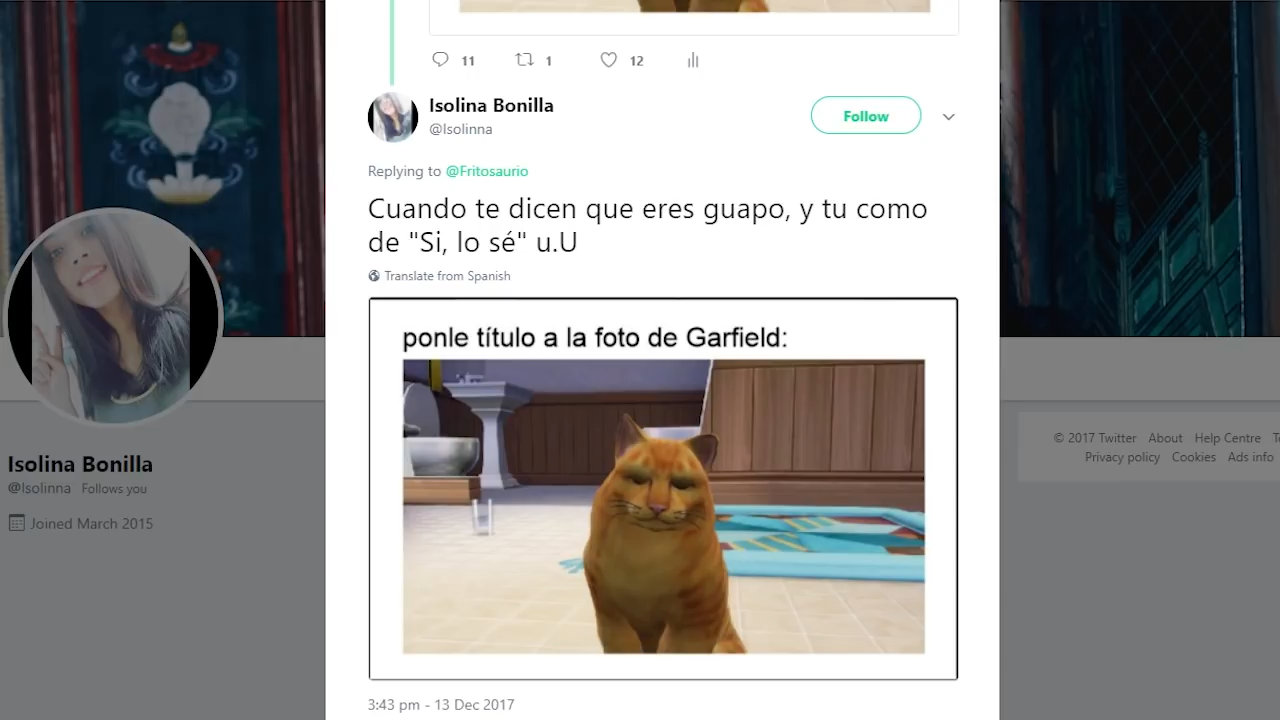 11 1 12
Isolina Bonilla
@Isolinna
Follow
Replying to @Fritosaurio
Cuando te dicen que eres guapo, y tu como
de "Si, lo sé" u.U
Translate from Spanish
ponle título a la foto de Garfield:
3:43 pm - 13 Dec 2017
Isolina Bonilla
@Isolinna Follows you
Joined March 2015
© 2017 Twitter About Help Centre
Privacy policy Cookies Ads info